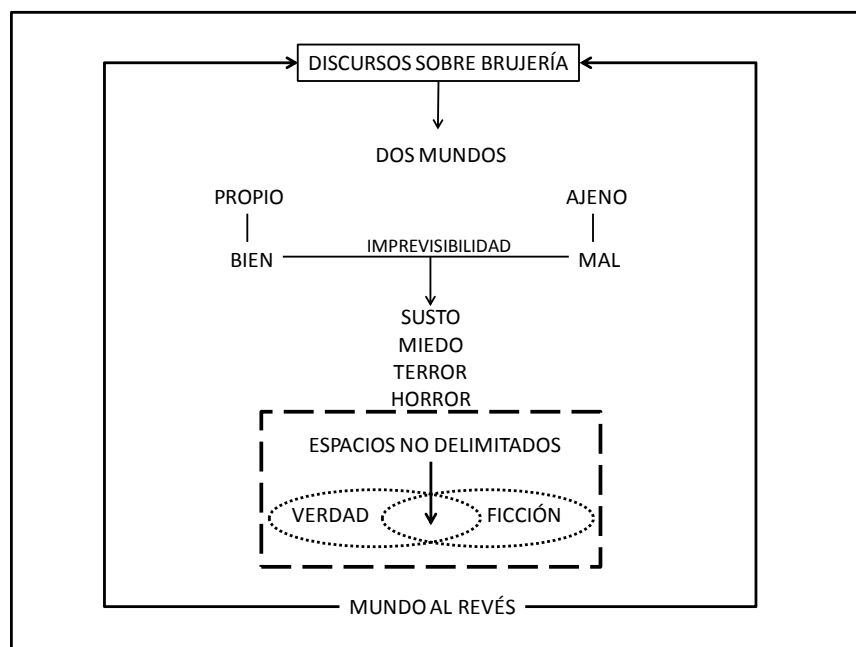 DISCURSOS SOBRE BRUJERÍA
DOS MUNDOS
PROPIO
AJENO
IMPREVISIBILIDAD
BIEN
MAL
SUSTO
MIEDO
TERROR
HORROR
ESPACIOS NO DELIMITADOS
VERDAD
FICCIÓN
MUNDO AL REVÉS